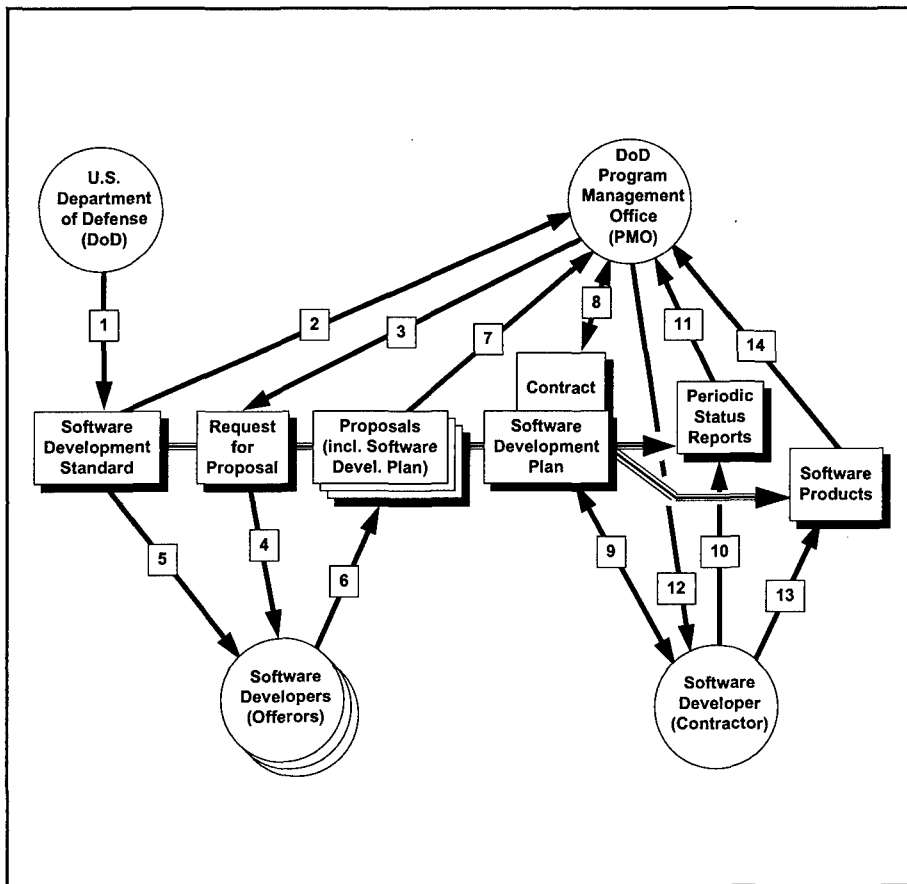 U.S.
Department
of Defense
(DoD)
DoD
Program
Management
Office
(PMO)
1
2
3
7
8
11
14
Software
Development
Standard
Request
for
Proposal
Proposals
(incl. Software
Devel. Plan)
Contract
Software
Development
Plan
Periodic
Status
Reports
Software
Products
5
4
6
9
12
10
13
Software
Developers
(Offerors)
Software
Developer
(Contractor)